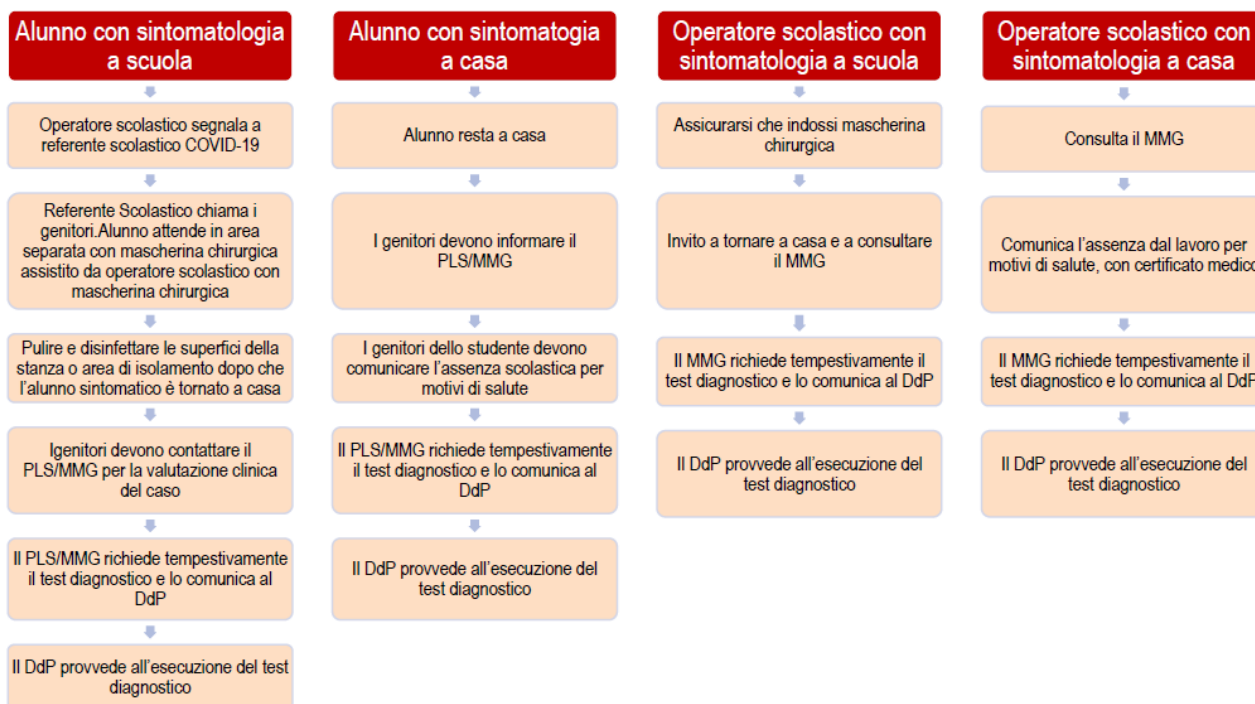 Alunno con sintomatologia
a scuola
Operatore scolastico segnala a
referente scolastico COVID-19
Referente Scolastico chiama i
genitori.Alunno attende in area
separata con mascherina chirurgica
assistito da operatore scolastico con
mascherina chirurgica
Pulire e disinfettare le superfici della
stanza o area di isolamento dopo che
l'alunno sintomatico è tornato a casa
Igenitori devono contattare il
PLS/MMG per la valutazione clinica
del caso
Il PLS/MMG richiede tempestivamente
il test diagnostico e lo comunica al
DdP
Il DdP provvede all'esecuzione del test
diagnostico
Alunno con sintomatogia
a casa
Alunno resta a casa
I genitori devono informare il
PLS/MMG
I genitori dello studente devono
comunicare l'assenza scolastica per
motivi di salute
Il PLS/MMG richiede tempestivamente
il test diagnostico e lo comunica al
DdP
Il DdP provvede all'esecuzione del
test diagnostico
Operatore scolastico con
sintomatologia a scuola
Assicurarsi che indossi mascherina
chirurgica
Invito a tornare a casa e a consultare
il MMG
Il MMG richiede tempestivamente il
test diagnostico e lo comunica al DdP
Il DdP provvede all'esecuzione del
test diagnostico
Operatore scolastico con
sintomatologia a casa
Consulta il MMG
Comunica l'assenza dal lavoro per
motivi di salute, con certificato medico
Il MMG richiede tempestivamente il
test diagnostico e lo comunica al DdP
Il DdP provvede all'esecuzione del
test diagnostico